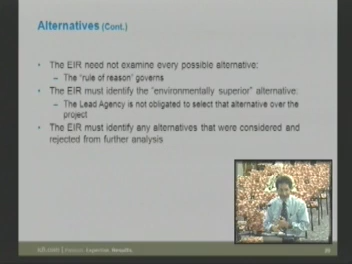 Alternatives (Cont.)
• The EIR need not examine every possible alternative:
– The "rule of reason" governs
• The EIR must identify the "environmentally superior" alternative:
– The Lead Agency is not obligated to select that alternative over the
project
• The EIR must identify any alternatives that were considered and
rejected from further analysis
Expertise.